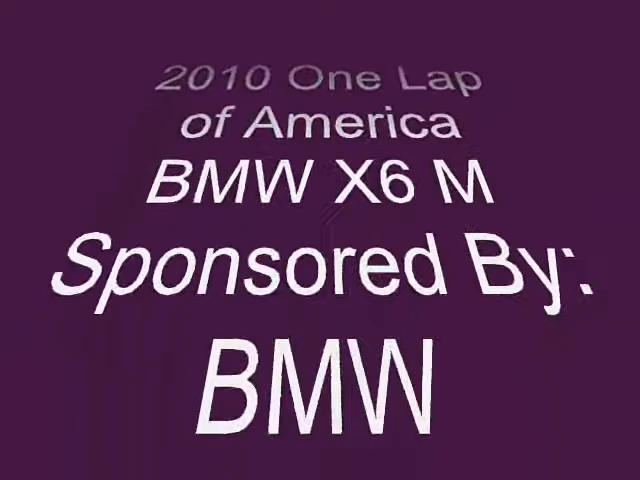 2010 One Lap
of America
BMW X6 M
Sponsored By:
BMW